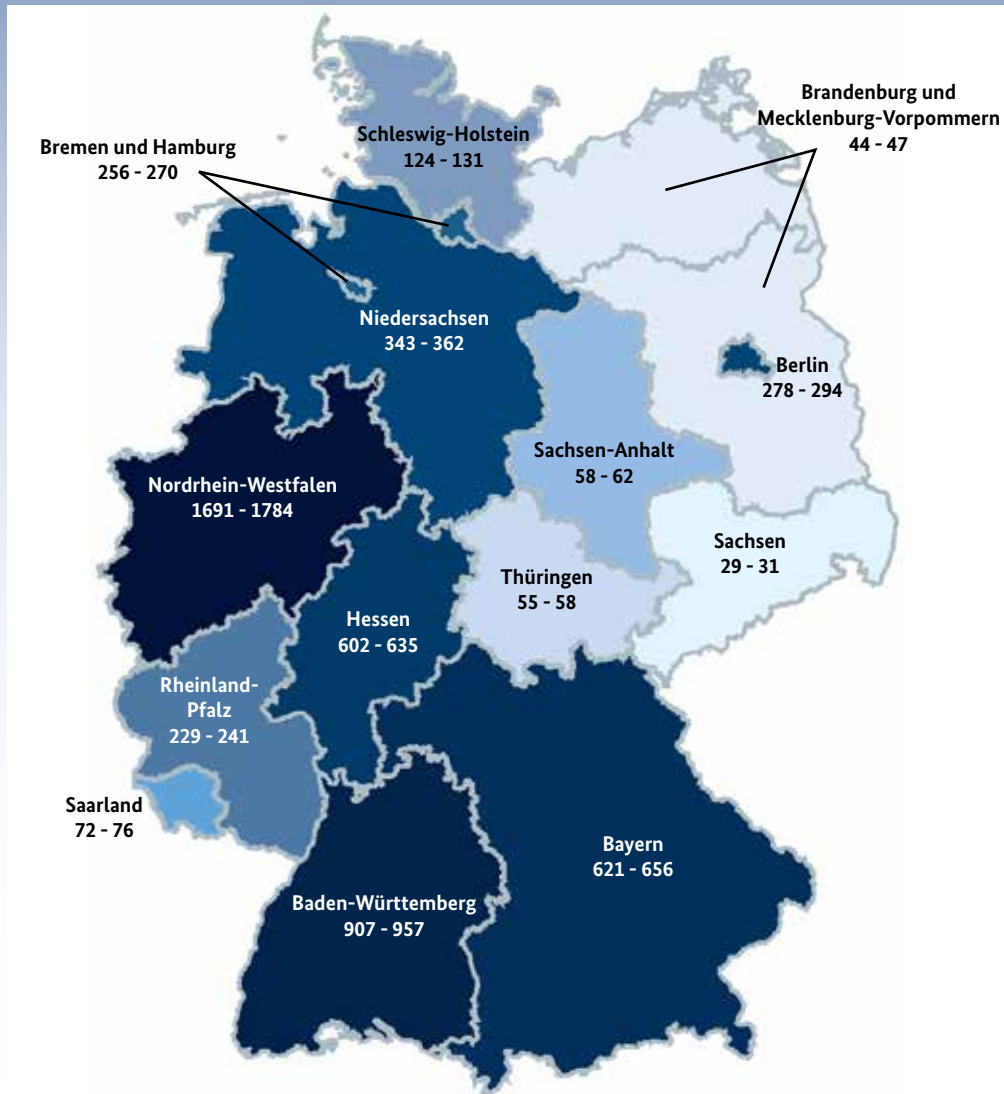 Brandenburg und
Mecklenburg-Vorpommern
44 - 47
Schleswig-Holstein
124 - 131
Bremen und Hamburg
256 - 270
Niedersachsen
343 - 362
Berlin
278 - 294
Sachsen-Anhalt
58 - 62
Nordrhein-Westfalen
1691 - 1784
Sachsen
29 - 31
Thüringen
55 - 58
Hessen
602 - 635
Rheinland-
Pfalz
229 - 241
Saarland
72 - 76
Bayern
621 - 656
Baden-Württemberg
907 - 957